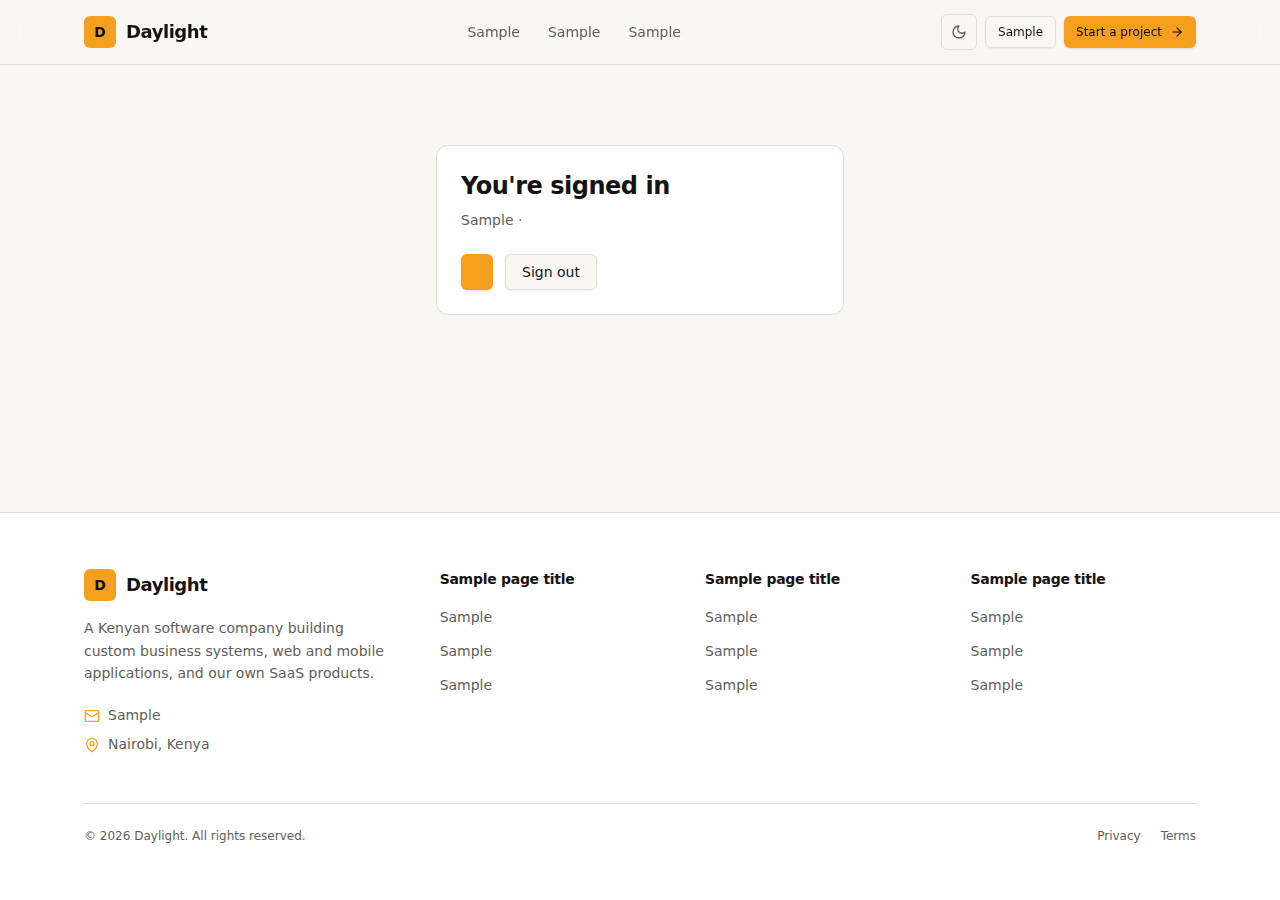 D Daylight
Sample Sample Sample
Sample
Start a project
You're signed in
Sample ·
Sign out
D Daylight
A Kenyan software company building
custom business systems, web and mobile
applications, and our own SaaS products.
Sample
Nairobi, Kenya
Sample page title
Sample
Sample
Sample
Sample page title
Sample
Sample
Sample
Sample page title
Sample
Sample
Sample
© 2026 Daylight. All rights reserved.
Privacy Terms